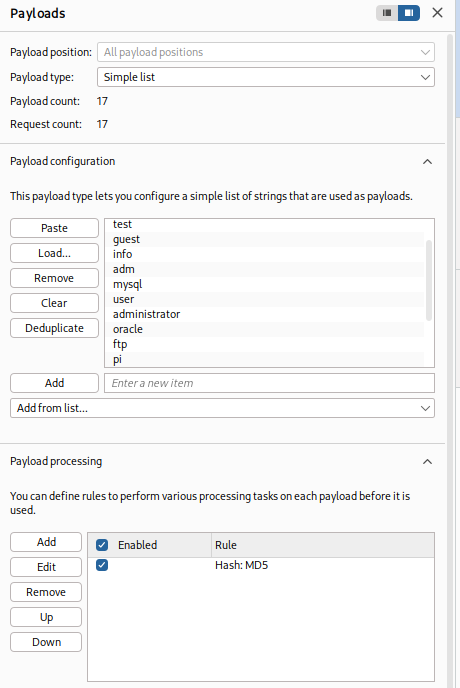 Payloads
Payload position: All payload positions
Payload type: Simple list
Payload count: 17
Request count: 17
Payload configuration
This payload type lets you configure a simple list of strings that are used as payloads.
Paste
Load...
Remove
Clear
Deduplicate
test
guest
info
adm
mysql
user
administrator
oracle
ftp
pi
Add
Enter a new item
Add from list...
Payload processing
You can define rules to perform various processing tasks on each payload before it is
used.
Add
Edit
Remove
Up
Down
Enabled Rule
Hash: MD5